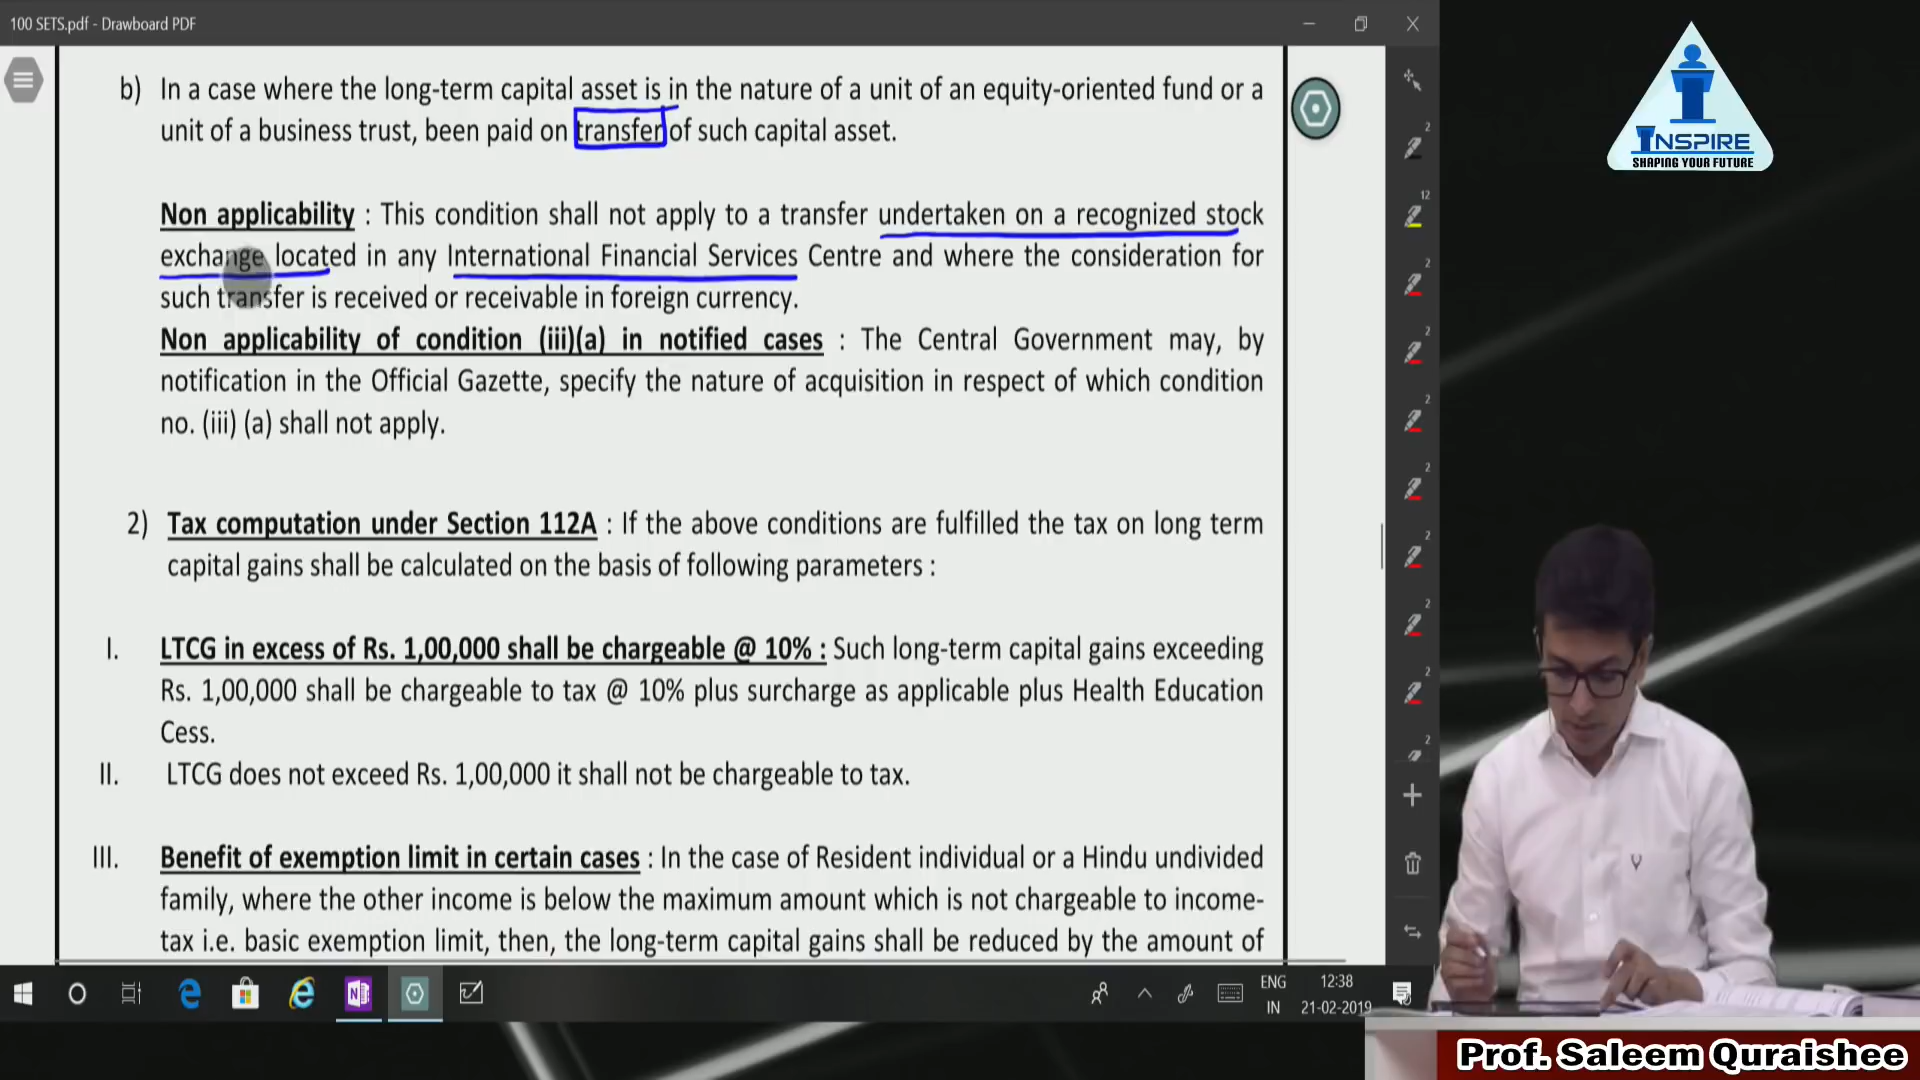 100 SETS.pdf - Drawboard PDF
b) In a case where the long-term capital asset is in the nature of a unit of an equity-oriented fund or a
unit of a business trust, been paid on transfer of such capital asset.
Non applicability : This condition shall not apply to a transfer undertaken on a recognized stock
exchange located in any International Financial Services Centre and where the consideration for
such transfer is received or receivable in foreign currency.
Non applicability of condition (iii)(a) in notified cases : The Central Government may, by
notification in the Official Gazette, specify the nature of acquisition in respect of which condition
no. (iii) (a) shall not apply.
2) Tax computation under Section 112A : If the above conditions are fulfilled the tax on long term
capital gains shall be calculated on the basis of following parameters :
I. LTCG in excess of Rs. 1,00,000 shall be chargeable @ 10% : Such long-term capital gains exceeding
Rs. 1,00,000 shall be chargeable to tax @ 10% plus surcharge as applicable plus Health Education
Cess.
II. LTCG does not exceed Rs. 1,00,000 it shall not be chargeable to tax.
III. Benefit of exemption limit in certain cases : In the case of Resident individual or a Hindu undivided
family, where the other income is below the maximum amount which is not chargeable to income-
tax i.e. basic exemption limit, then, the long-term capital gains shall be reduced by the amount of
2
12
2
2
2
2
2
2
2
2
ENG
IN
12:38
21-02-2019
INSPIRE
SHAPING YOUR FUTURE
Prof. Saleem Quraishee